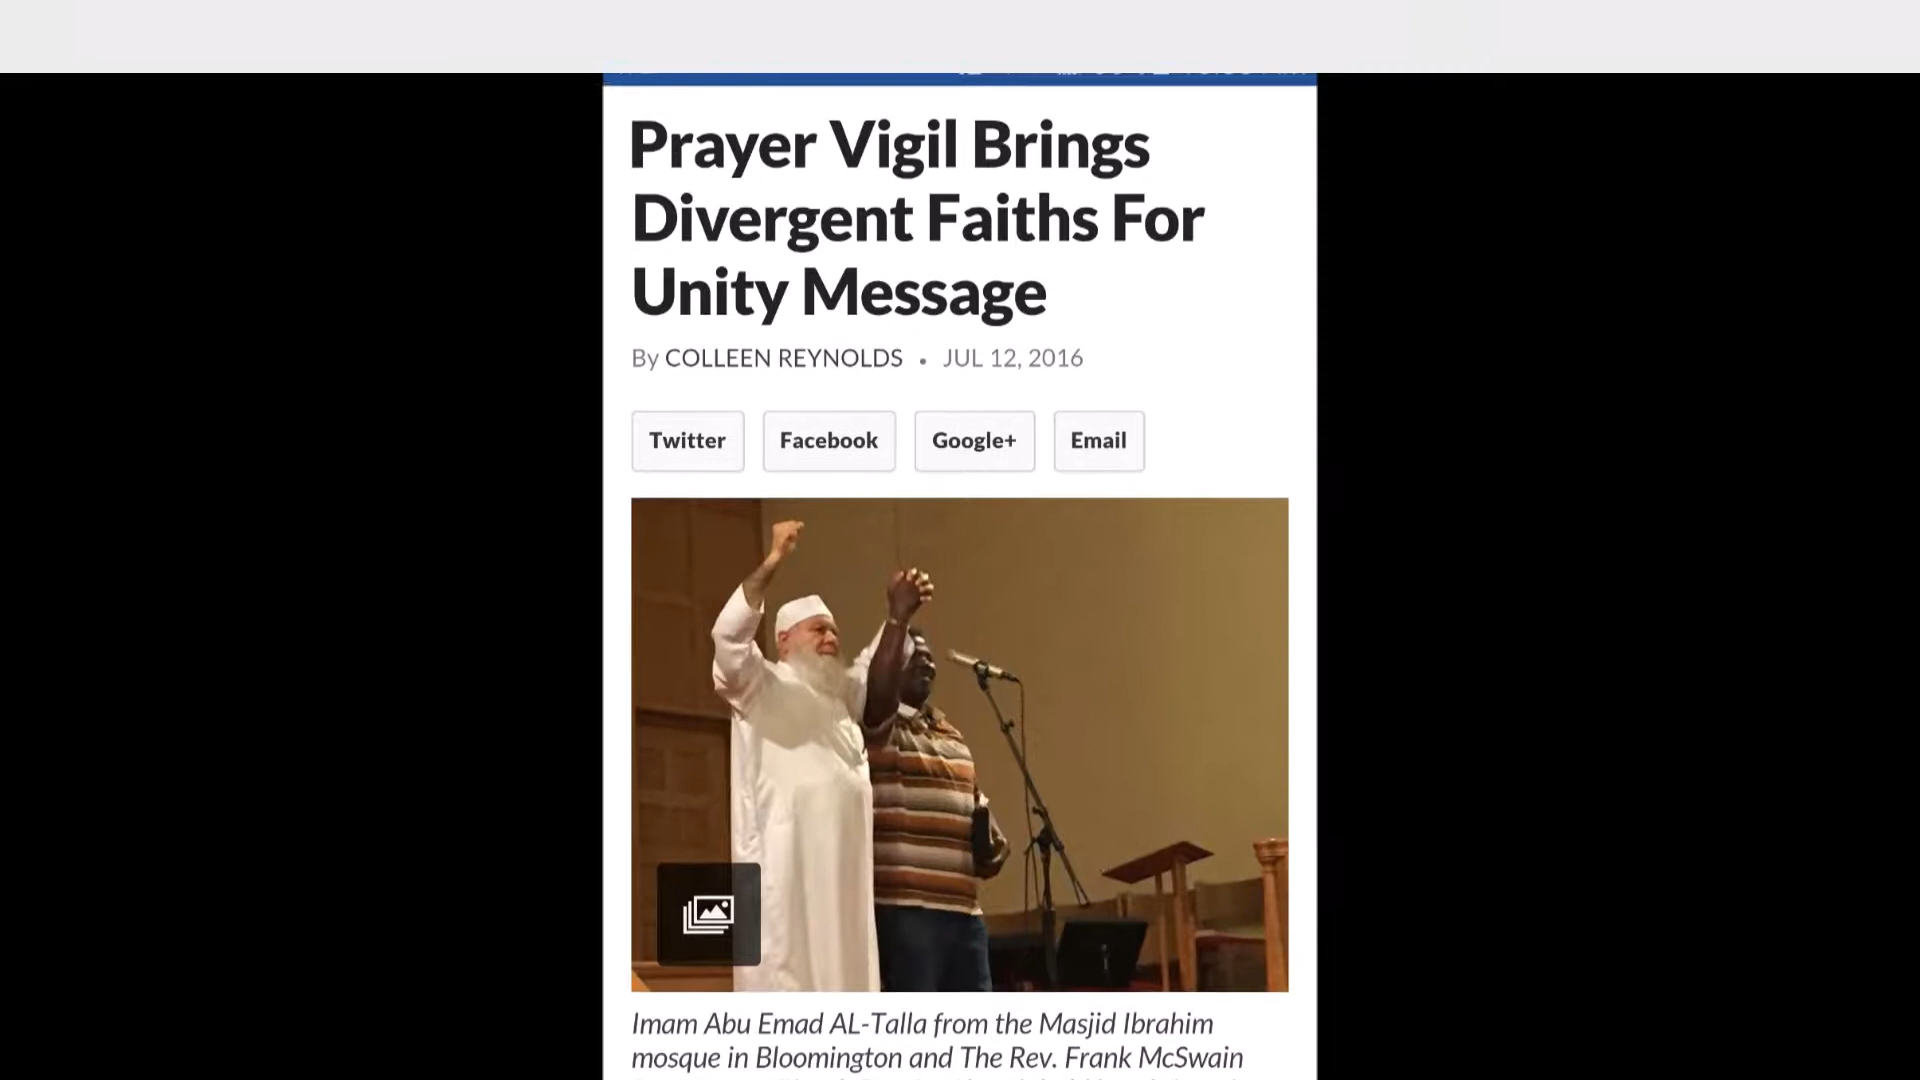 Prayer Vigil Brings
Divergent Faiths For
Unity Message
By COLLEEN REYNOLDS • JUL 12, 2016
Twitter Facebook Google+ Email
Imam Abu Emad AL-Talla from the Masjid Ibrahim
mosque in Bloomington and The Rev. Frank McSwain